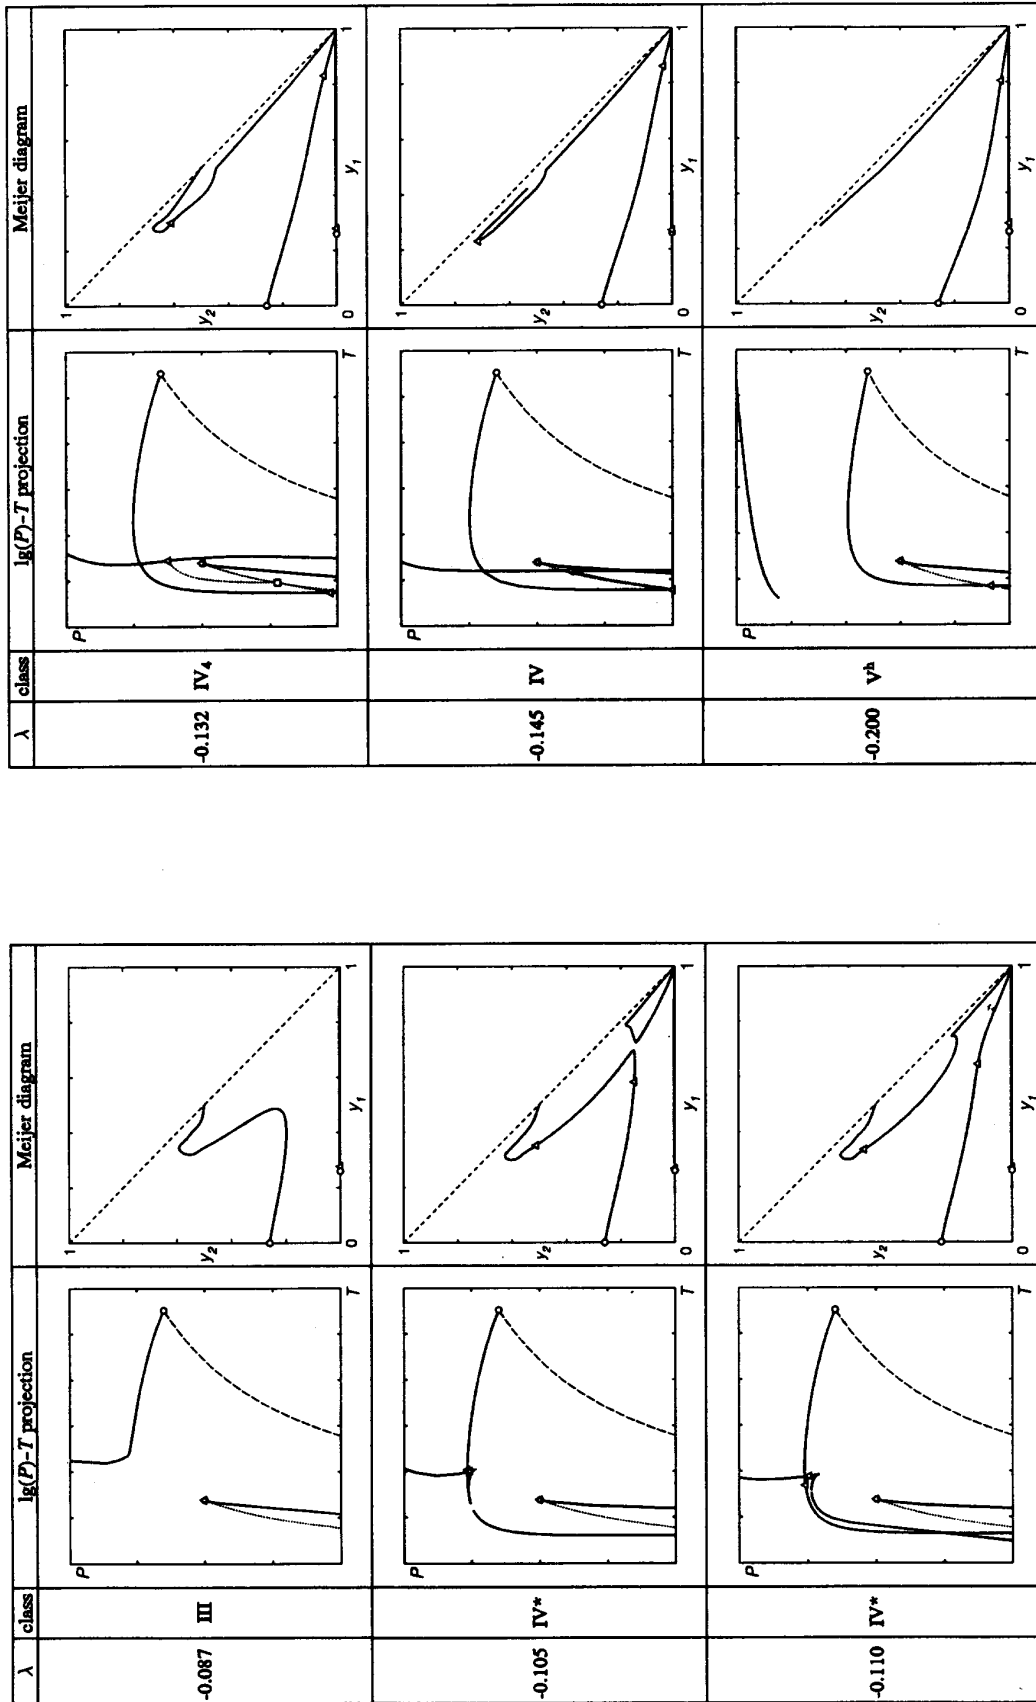 λ class lg(P)–T projection Meijer diagram
-0.087 III
P
T
1
y₂
0
y₁
1
-0.105 IV*
P
T
1
y₂
0
y₁
1
-0.110 IV*
P
T
1
y₂
0
y₁
1
λ class lg(P)–T projection Meijer diagram
-0.132 IV₄
P
T
1
y₂
0
y₁
1
-0.145 IV
P
T
1
y₂
0
y₁
1
-0.200 Vʰ
P
T
1
y₂
0
y₁
1